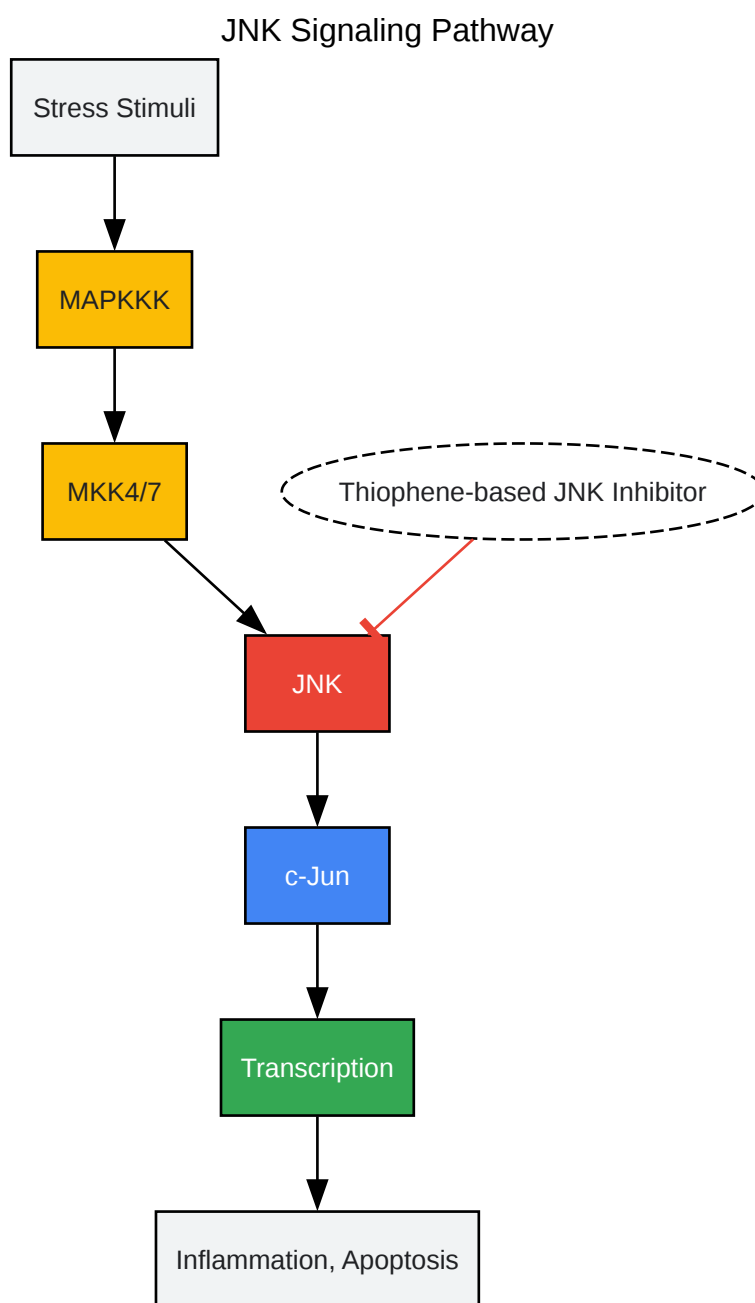 JNK Signaling Pathway
Stress Stimuli
MAPKKK
MKK4/7
Thiophene-based JNK Inhibitor
JNK
c-Jun
Transcription
Inflammation, Apoptosis